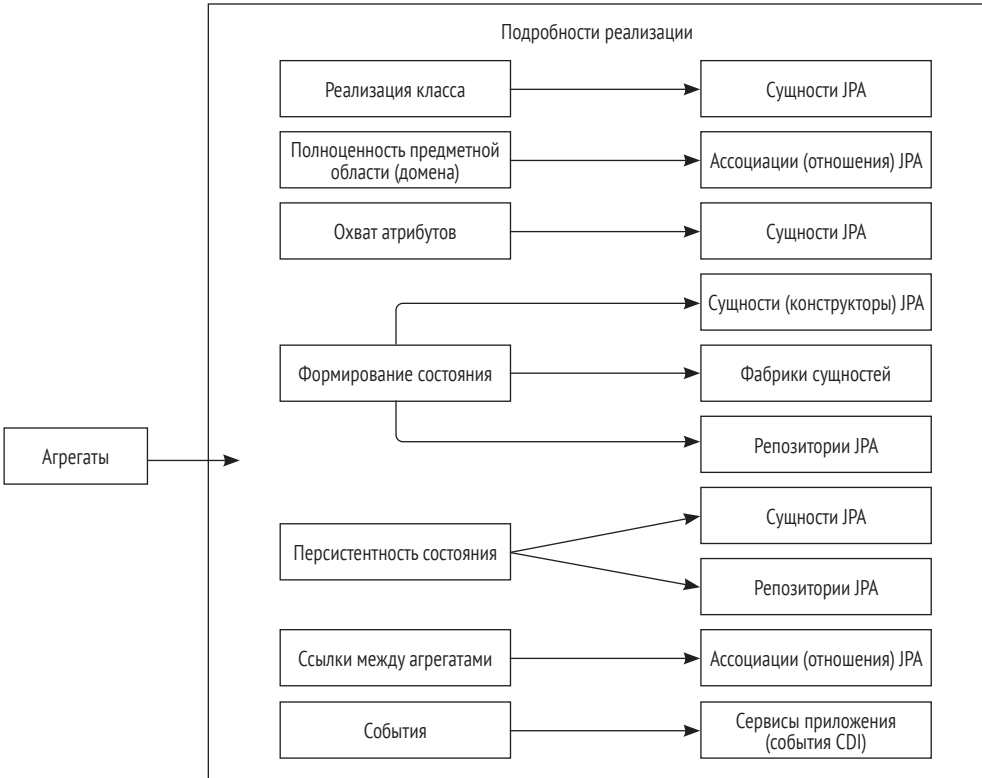 Подробности реализации
Реализация класса
Сущности JPA
Полноценность предметной
области (домена)
Ассоциации (отношения) JPA
Охват атрибутов
Сущности JPA
Сущности (конструкторы) JPA
Формирование состояния
Фабрики сущностей
Репозитории JPA
Агрегаты
Сущности JPA
Персистентность состояния
Репозитории JPA
Ссылки между агрегатами
Ассоциации (отношения) JPA
События
Сервисы приложения
(события CDI)